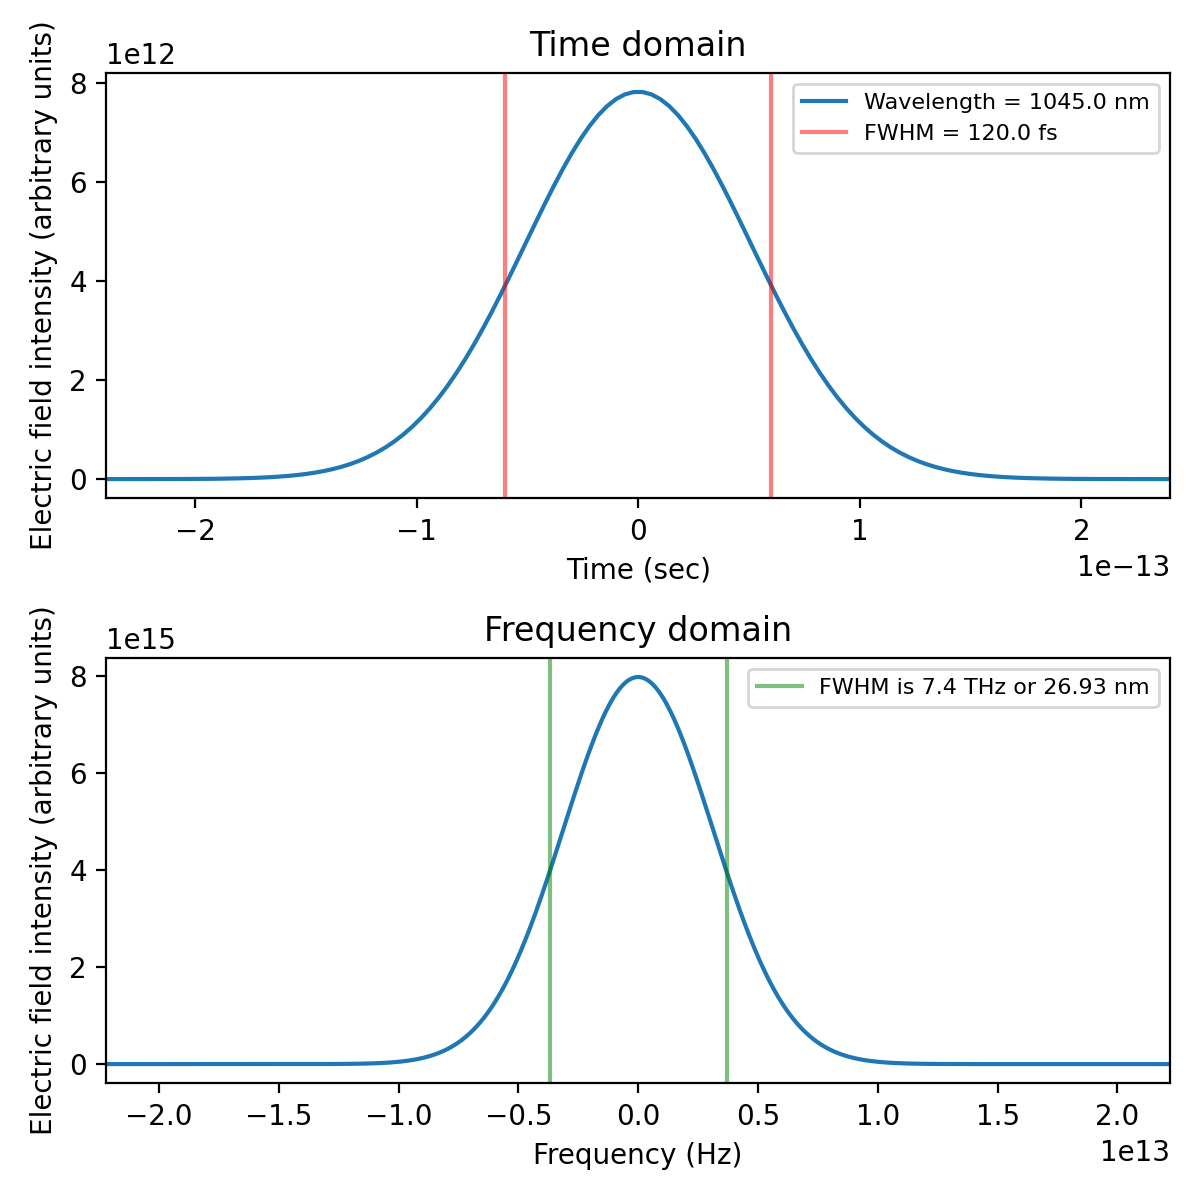 Time domain
1e12
Electric field intensity (arbitrary units)
8
6
4
2
0
Wavelength = 1045.0 nm
FWHM = 120.0 fs
−2 −1 0 1 2
1e−13
Time (sec)
Frequency domain
1e15
Electric field intensity (arbitrary units)
8
6
4
2
0
FWHM is 7.4 THz or 26.93 nm
−2.0 −1.5 −1.0 −0.5 0.0 0.5 1.0 1.5 2.0
1e13
Frequency (Hz)